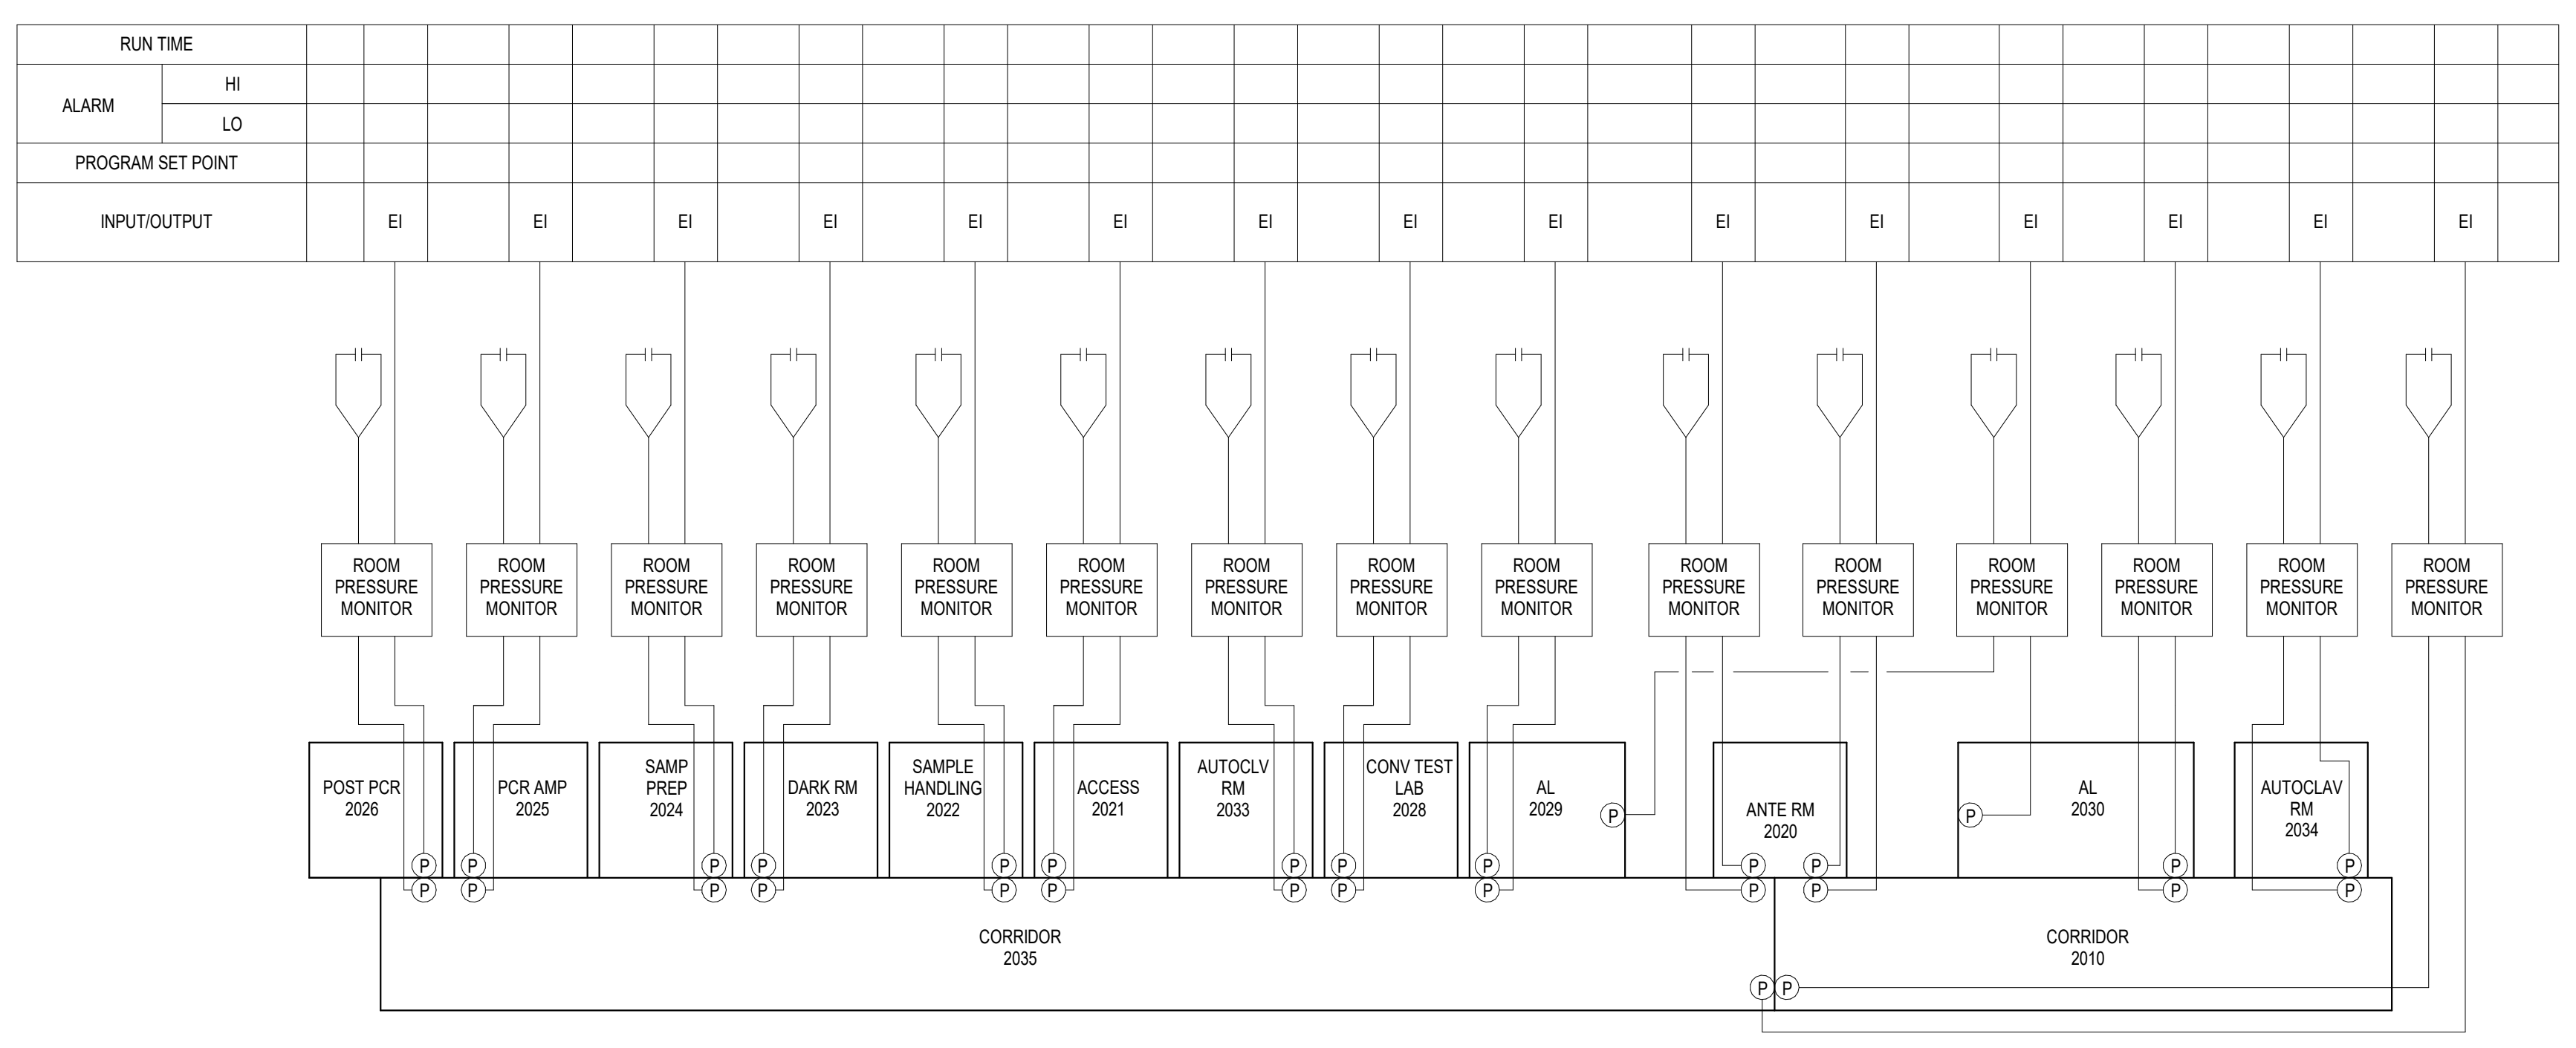 RUN TIME
HI
ALARM
LO
PROGRAM SET POINT
INPUT/OUTPUT EI EI EI EI EI EI EI EI EI EI EI EI EI EI EI
ROOM ROOM ROOM ROOM ROOM ROOM ROOM ROOM ROOM ROOM ROOM ROOM ROOM ROOM ROOM
PRESSURE PRESSURE PRESSURE PRESSURE PRESSURE PRESSURE PRESSURE PRESSURE PRESSURE PRESSURE PRESSURE PRESSURE PRESSURE PRESSURE PRESSURE
MONITOR MONITOR MONITOR MONITOR MONITOR MONITOR MONITOR MONITOR MONITOR MONITOR MONITOR MONITOR MONITOR MONITOR MONITOR
POST PCR
2026
PCR AMP
2025
SAMP
PREP
2024
DARK RM
2023
SAMPLE
HANDLING
2022
ACCESS
2021
AUTOCLV
RM
2033
CONV TEST
LAB
2028
AL
2029
P
ANTE RM
2020
P
AL
2030
AUTOCLAV
RM
2034
P P P P P P P P P P P P P
P P P P P P P P P P P P P
CORRIDOR
2035
CORRIDOR
2010
P P